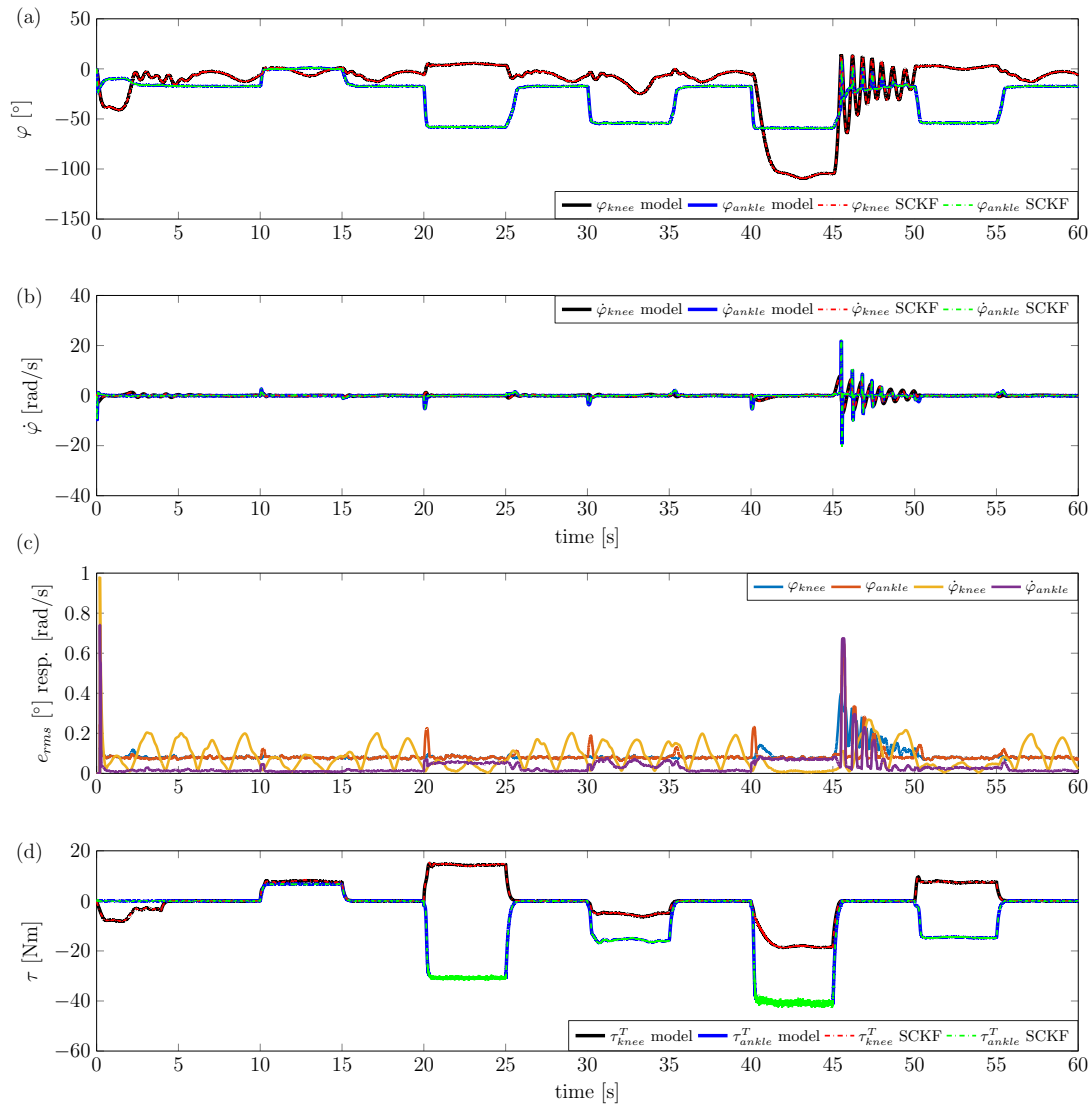 (a)
50
0
−50
−100
−150
φ [°]
φ_knee model φ_ankle model φ_knee SCKF φ_ankle SCKF
0 5 10 15 20 25 30 35 40 45 50 55 60
(b)
40
20
0
−20
−40
φ̇ [rad/s]
φ̇_knee model φ̇_ankle model φ̇_knee SCKF φ̇_ankle SCKF
0 5 10 15 20 25 30 35 40 45 50 55 60
time [s]
(c)
1
0.8
0.6
0.4
0.2
0
e_rms [°] resp. [rad/s]
φ_knee φ_ankle φ̇_knee φ̇_ankle
0 5 10 15 20 25 30 35 40 45 50 55 60
(d)
20
0
−20
−40
−60
τ [Nm]
τ^T_knee model τ^T_ankle model τ^T_knee SCKF τ^T_ankle SCKF
0 5 10 15 20 25 30 35 40 45 50 55 60
time [s]